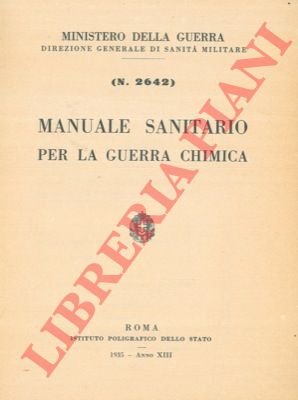 MINISTERO DELLA GUERRA
DIREZIONE GENERALE DI SANITÀ MILITARE
(N. 2642)
MANUALE SANITARIO
PER LA GUERRA CHIMICA
ROMA
ISTITUTO POLIGRAFICO DELLO STATO
1935 - ANNO XIII
LIBRERIA PIANI